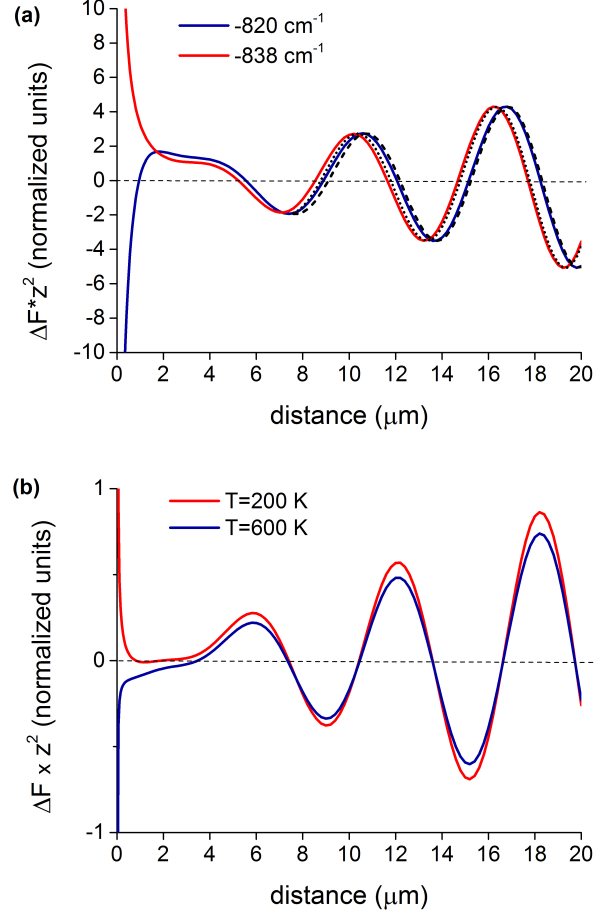 (a)
-820 cm⁻¹
-838 cm⁻¹
ΔF*z² (normalized units)
10
8
6
4
2
0
-2
-4
-6
-8
-10
0 2 4 6 8 10 12 14 16 18 20
distance (μm)
(b)
T=200 K
T=600 K
ΔF x z² (normalized units)
1
0
-1
0 2 4 6 8 10 12 14 16 18 20
distance (μm)